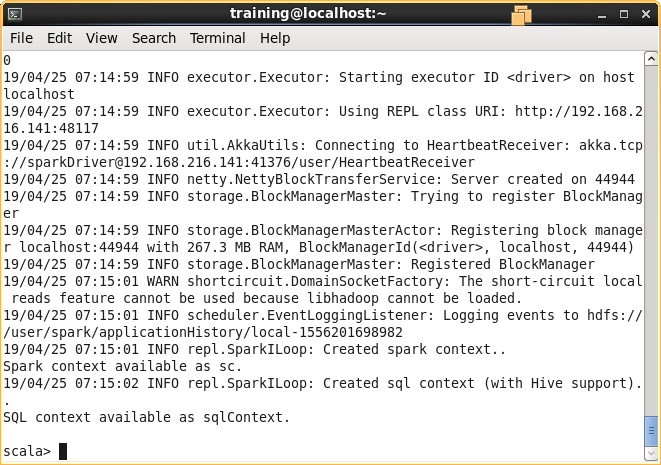 training@localhost:~
File Edit View Search Terminal Help
0
19/04/25 07:14:59 INFO executor.Executor: Starting executor ID <driver> on host
localhost
19/04/25 07:14:59 INFO executor.Executor: Using REPL class URI: http://192.168.2
16.141:48117
19/04/25 07:14:59 INFO util.AkkaUtils: Connecting to HeartbeatReceiver: akka.tcp
://sparkDriver@192.168.216.141:41376/user/HeartbeatReceiver
19/04/25 07:14:59 INFO netty.NettyBlockTransferService: Server created on 44944
19/04/25 07:14:59 INFO storage.BlockManagerMaster: Trying to register BlockManag
er
19/04/25 07:14:59 INFO storage.BlockManagerMasterActor: Registering block manage
r localhost:44944 with 267.3 MB RAM, BlockManagerId(<driver>, localhost, 44944)
19/04/25 07:14:59 INFO storage.BlockManagerMaster: Registered BlockManager
19/04/25 07:15:01 WARN shortcircuit.DomainSocketFactory: The short-circuit local
 reads feature cannot be used because libhadoop cannot be loaded.
19/04/25 07:15:01 INFO scheduler.EventLoggingListener: Logging events to hdfs://
/user/spark/applicationHistory/local-1556201698982
19/04/25 07:15:01 INFO repl.SparkILoop: Created spark context..
Spark context available as sc.
19/04/25 07:15:02 INFO repl.SparkILoop: Created sql context (with Hive support).
.
SQL context available as sqlContext.
scala>